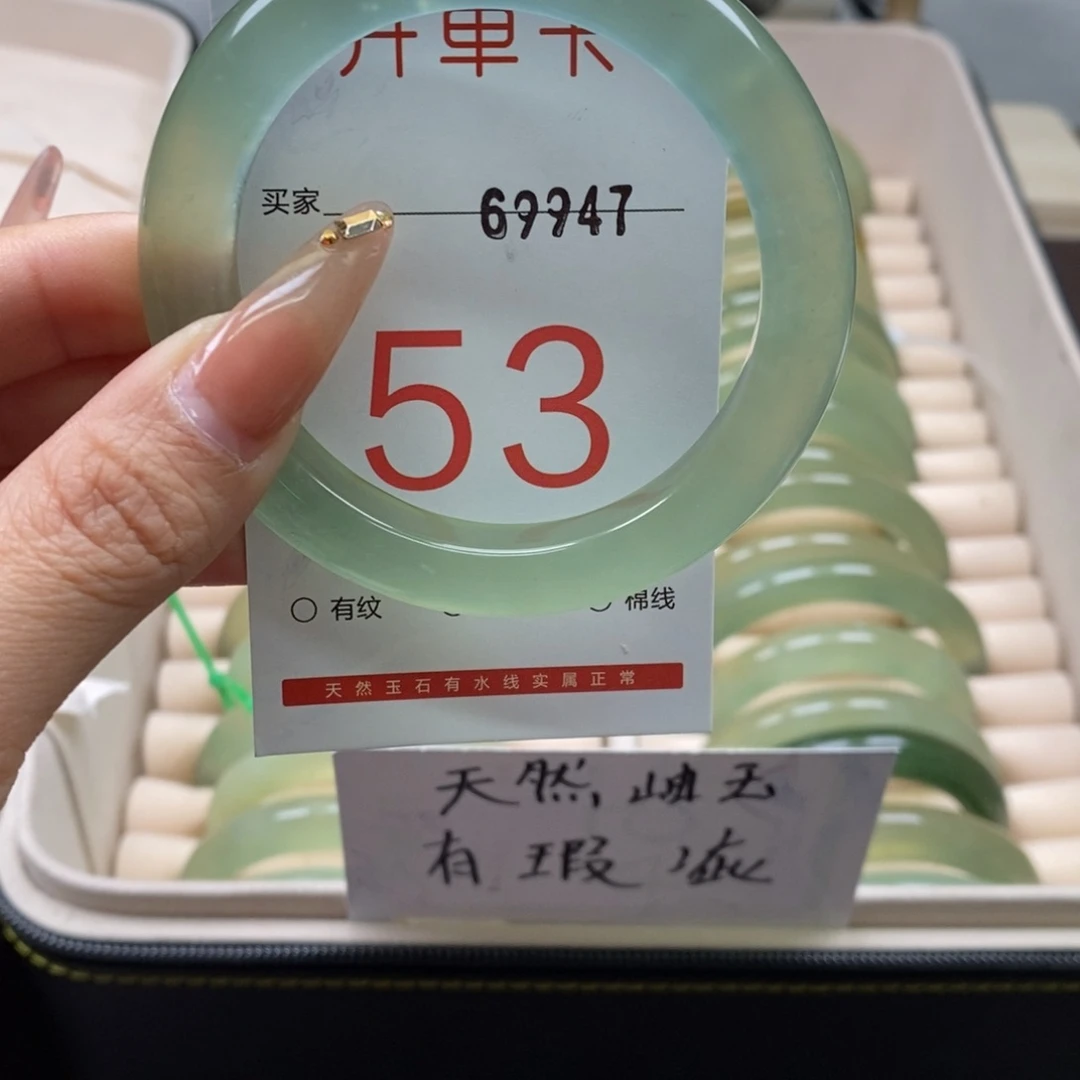 开单卡
买家 69947
53
有纹 棉线
天然玉石有水线实属正常
天然岫玉
有瑕疵